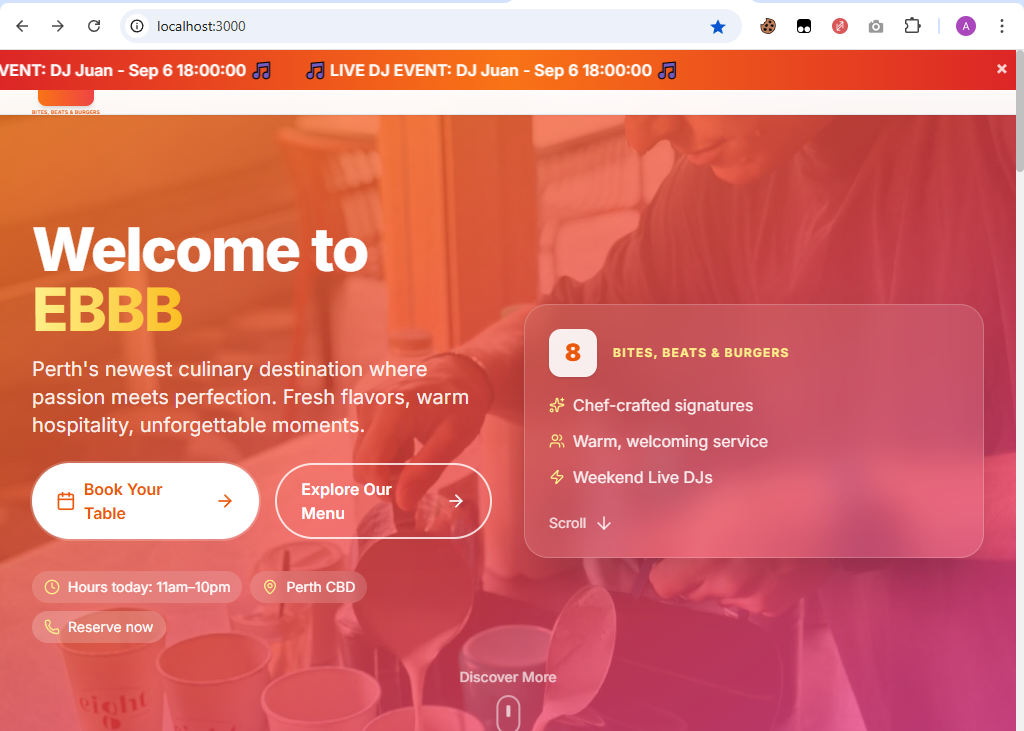 localhost:3000
A
VENT: DJ Juan - Sep 6 18:00:00 🎵 🎵 LIVE DJ EVENT: DJ Juan - Sep 6 18:00:00 🎵 ×
BITES, BEATS & BURGERS
Welcome to
EBBB
Perth's newest culinary destination where
passion meets perfection. Fresh flavors, warm
hospitality, unforgettable moments.
Book Your
Table
Explore Our
Menu
Hours today: 11am–10pm
Perth CBD
Reserve now
8 BITES, BEATS & BURGERS
Chef-crafted signatures
Warm, welcoming service
Weekend Live DJs
Scroll
Discover More
eight
8